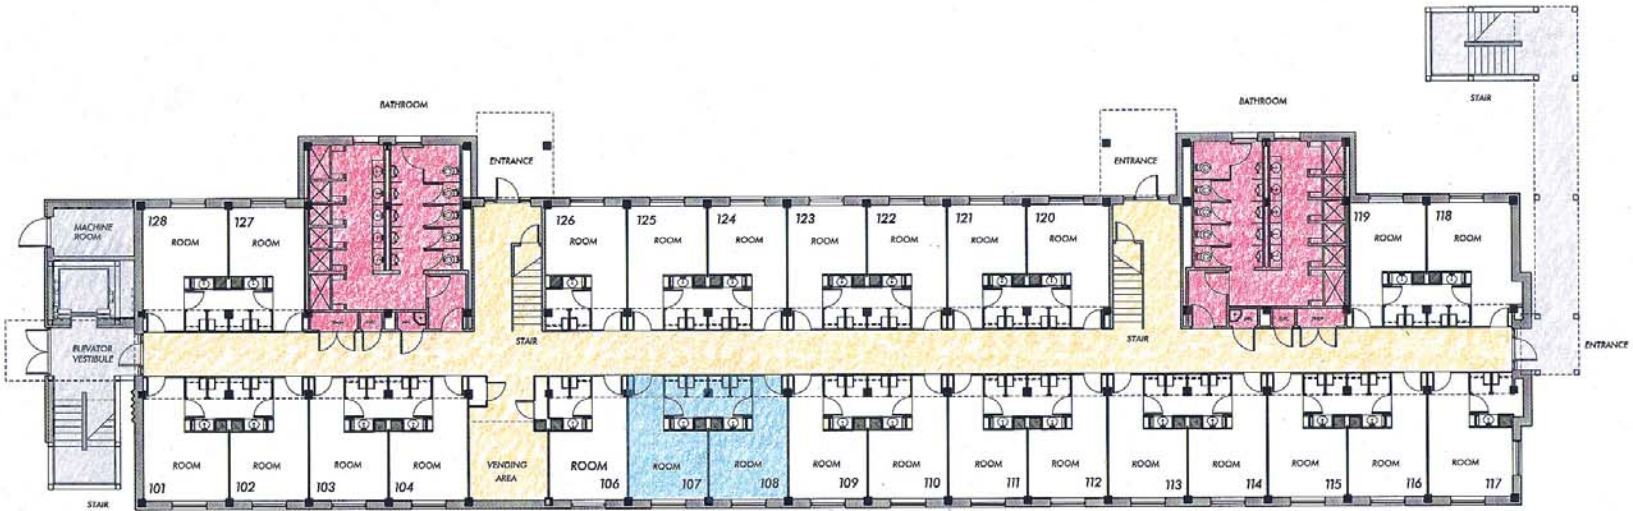 STAIR
BATHROOM
BATHROOM
ENTRANCE
ENTRANCE
MACHINE
ROOM
128
ROOM
127
ROOM
126
ROOM
125
ROOM
124
ROOM
123
ROOM
122
ROOM
121
ROOM
120
ROOM
119
ROOM
118
ROOM
STAIR
STAIR
ENTRANCE
ELEVATOR
VESTIBULE
ROOM
101
ROOM
102
ROOM
103
ROOM
104
VENDING
AREA
ROOM
106
ROOM
107
ROOM
108
ROOM
109
ROOM
110
ROOM
111
ROOM
112
ROOM
113
ROOM
114
ROOM
115
ROOM
116
ROOM
117
STAIR